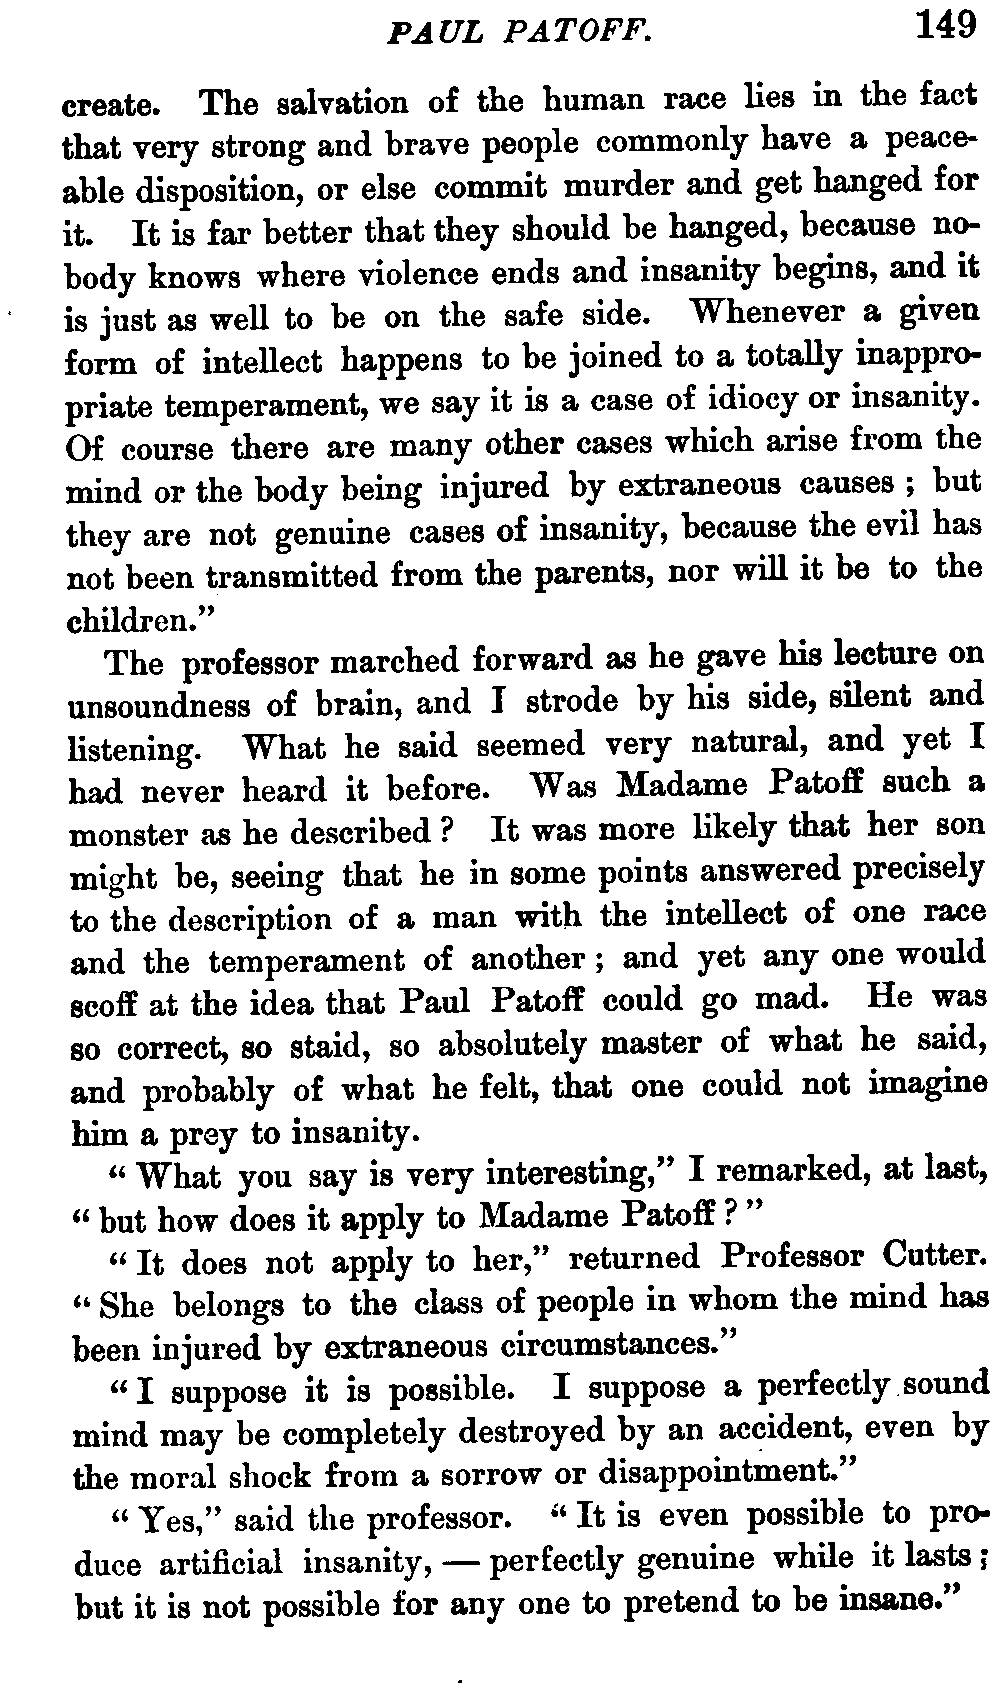 PAUL PATOFF. 149
create. The salvation of the human race lies in the fact
that very strong and brave people commonly have a peace-
able disposition, or else commit murder and get hanged for
it. It is far better that they should be hanged, because no-
body knows where violence ends and insanity begins, and it
is just as well to be on the safe side. Whenever a given
form of intellect happens to be joined to a totally inappro-
priate temperament, we say it is a case of idiocy or insanity.
Of course there are many other cases which arise from the
mind or the body being injured by extraneous causes ; but
they are not genuine cases of insanity, because the evil has
not been transmitted from the parents, nor will it be to the
children."
The professor marched forward as he gave his lecture on
unsoundness of brain, and I strode by his side, silent and
listening. What he said seemed very natural, and yet I
had never heard it before. Was Madame Patoff such a
monster as he described ? It was more likely that her son
might be, seeing that he in some points answered precisely
to the description of a man with the intellect of one race
and the temperament of another ; and yet any one would
scoff at the idea that Paul Patoff could go mad. He was
so correct, so staid, so absolutely master of what he said,
and probably of what he felt, that one could not imagine
him a prey to insanity.
" What you say is very interesting," I remarked, at last,
" but how does it apply to Madame Patoff ? "
" It does not apply to her," returned Professor Cutter.
" She belongs to the class of people in whom the mind has
been injured by extraneous circumstances."
" I suppose it is possible. I suppose a perfectly sound
mind may be completely destroyed by an accident, even by
the moral shock from a sorrow or disappointment."
" Yes," said the professor. " It is even possible to pro-
duce artificial insanity, — perfectly genuine while it lasts ;
but it is not possible for any one to pretend to be insane."